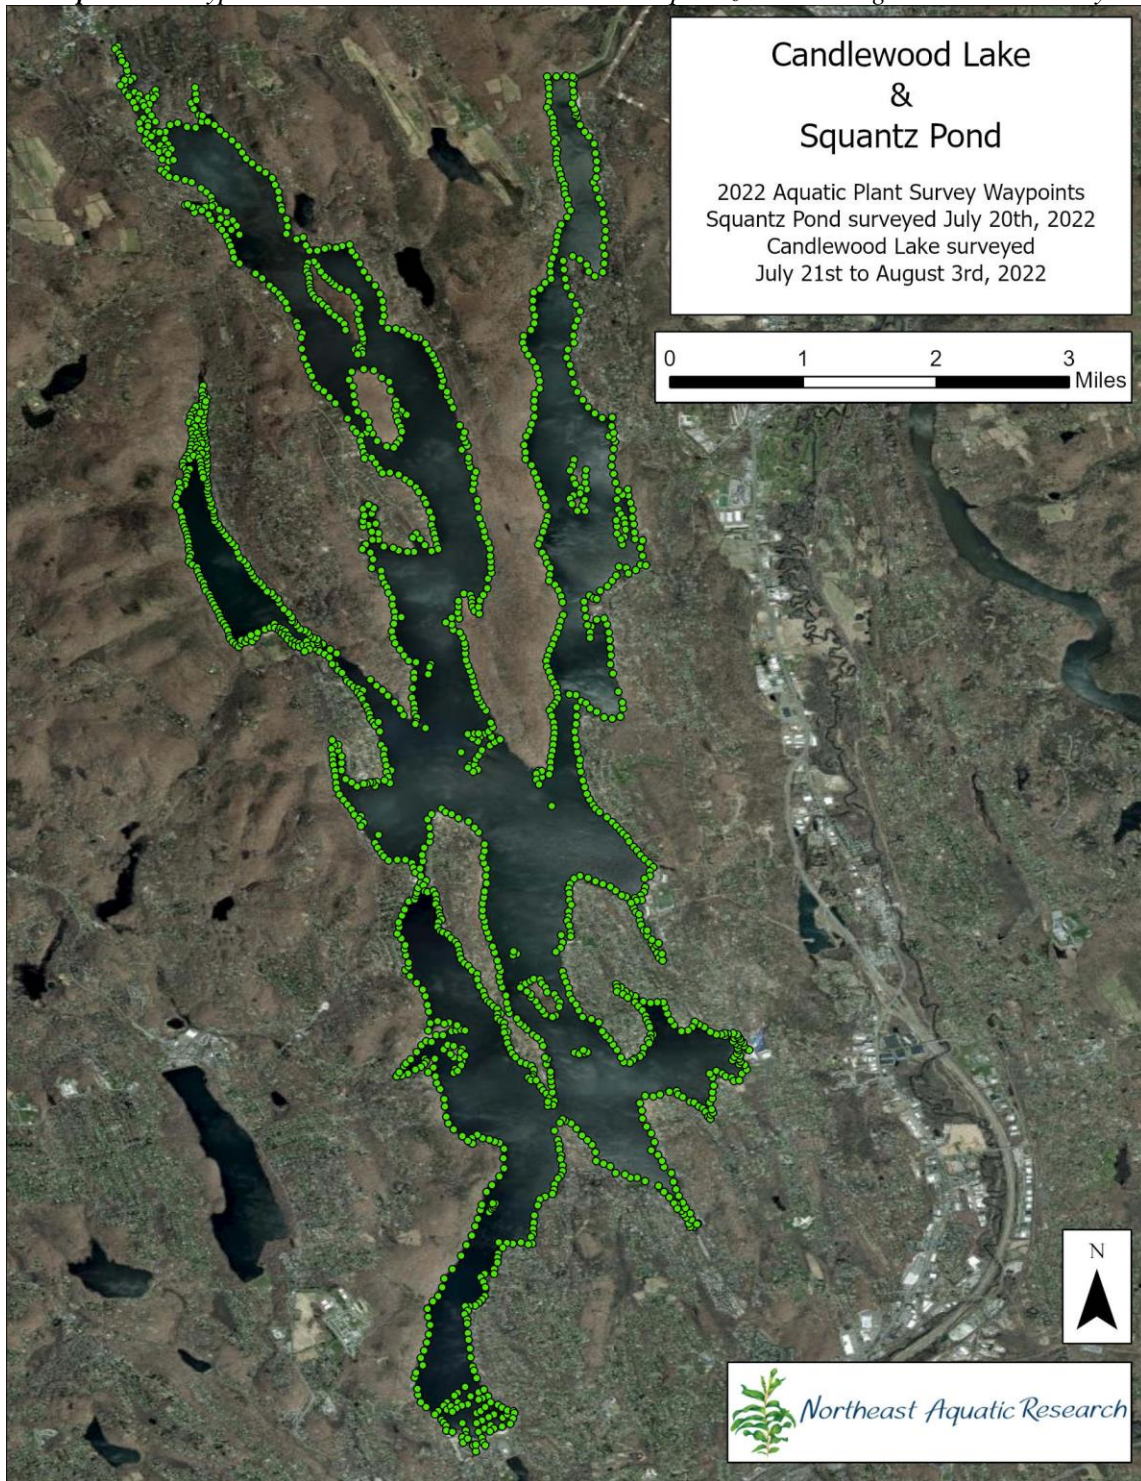 Candlewood Lake
&
Squantz Pond
2022 Aquatic Plant Survey Waypoints
Squantz Pond surveyed July 20th, 2022
Candlewood Lake surveyed
July 21st to August 3rd, 2022
0 1 2 3
Miles
N
Northeast Aquatic Research